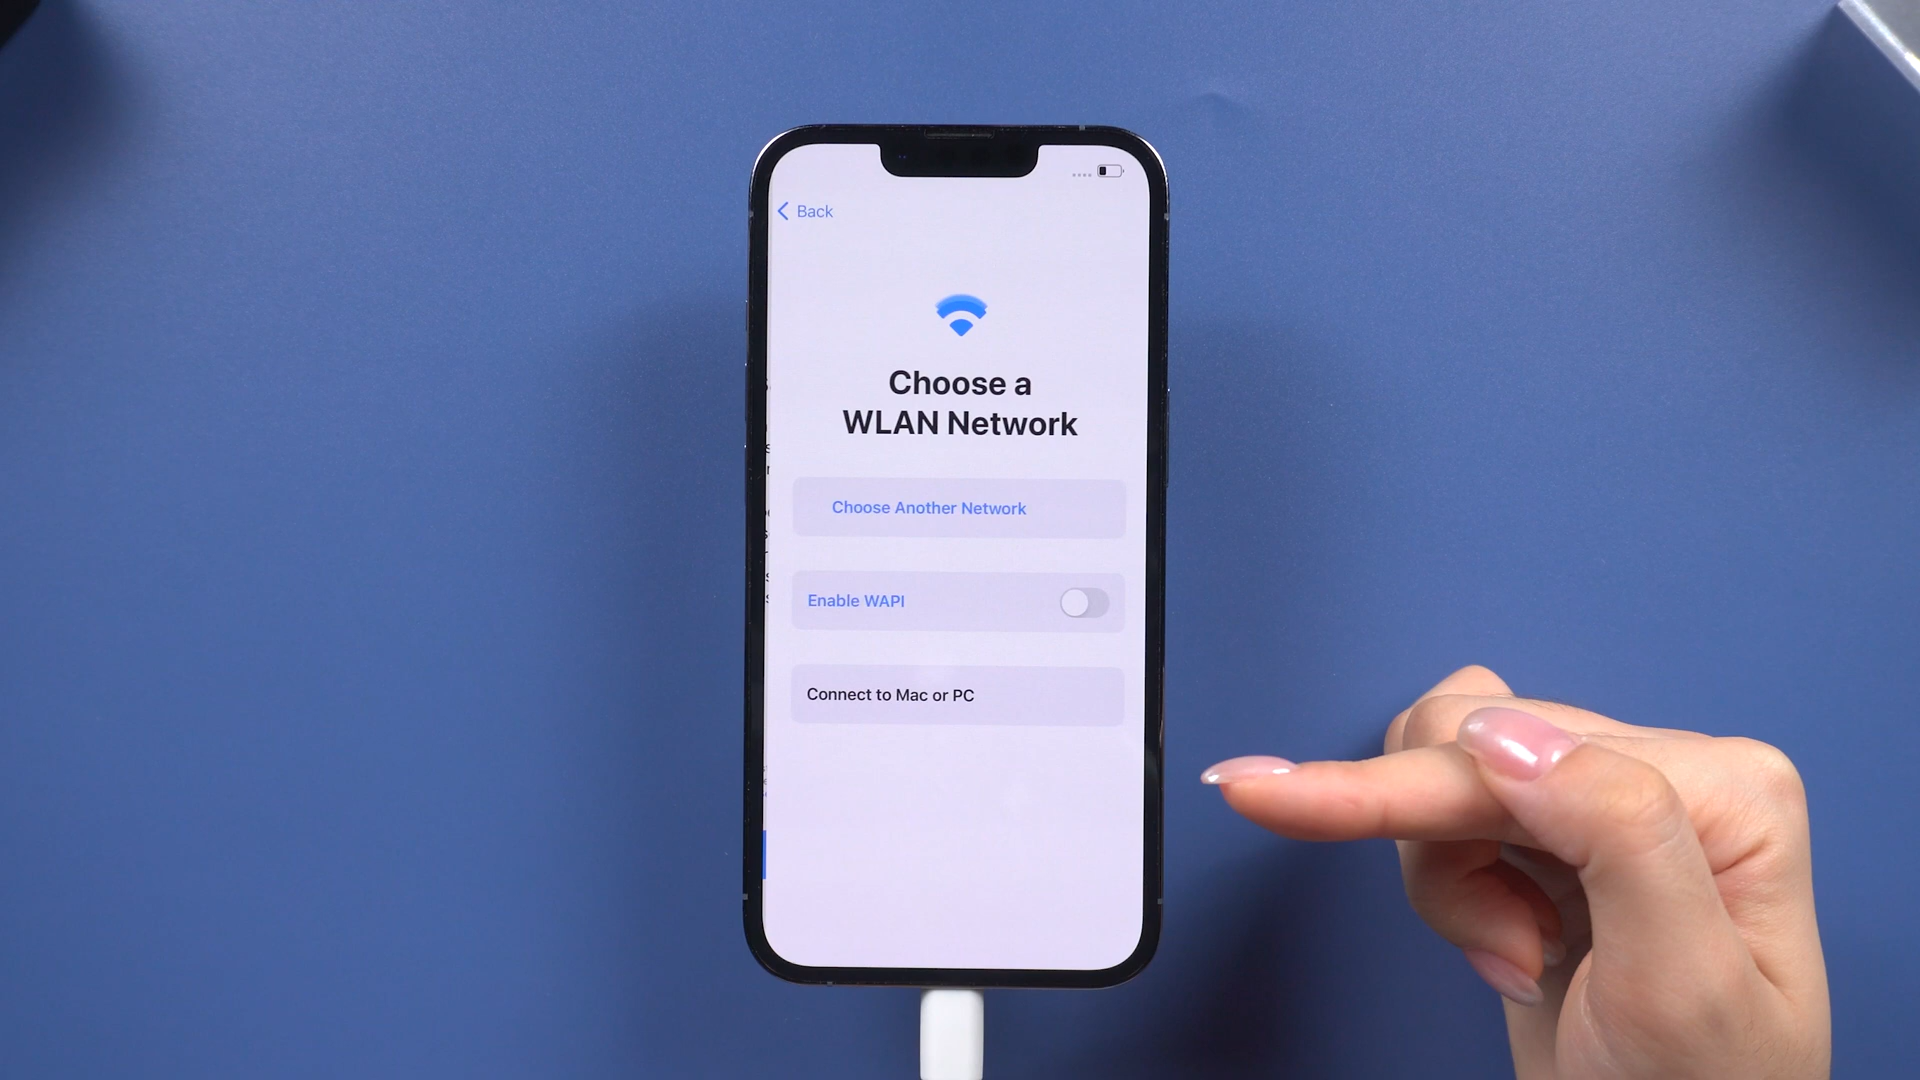 Back
Choose a
WLAN Network
Choose Another Network
Enable WAPI
Connect to Mac or PC